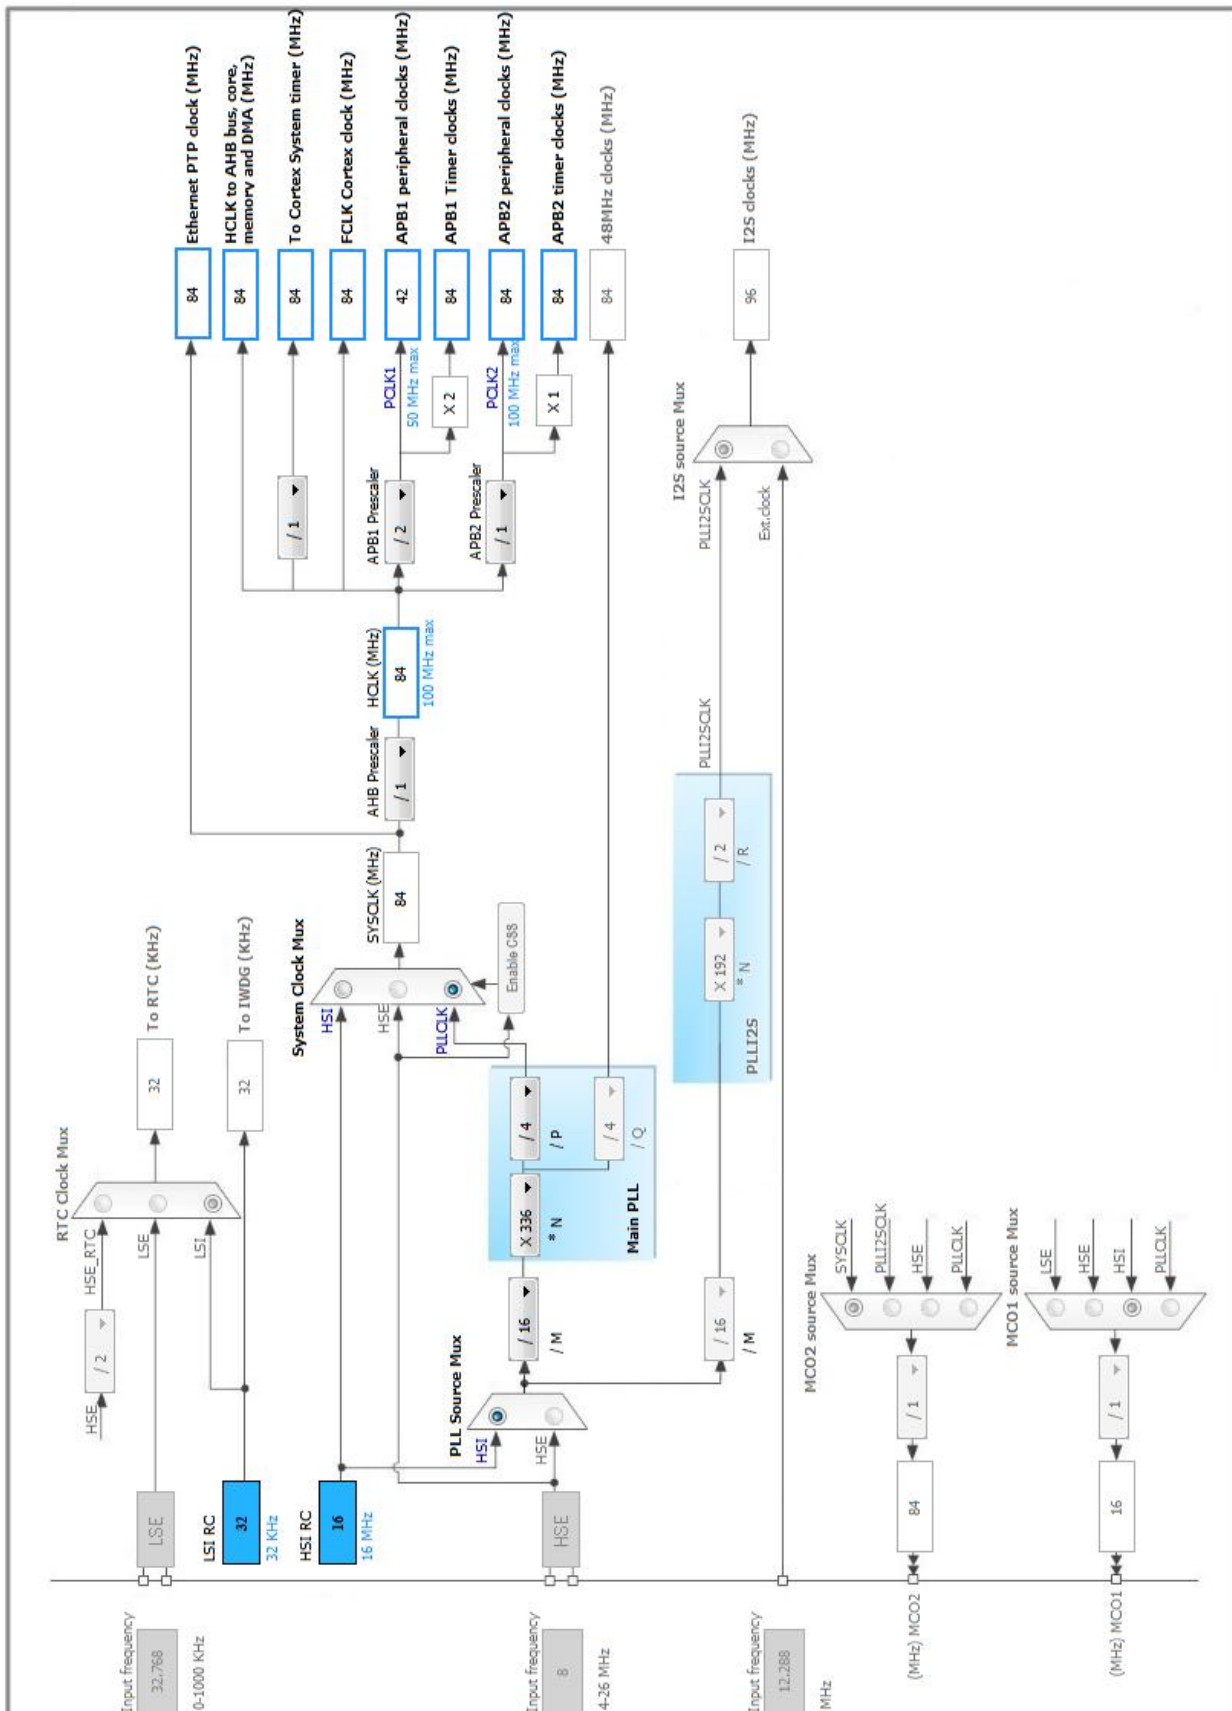 Input frequency
32.768
0-1000 KHz
LSE
LSI RC
32
32 KHz
HSI RC
16
16 MHz
Input frequency
8
4-26 MHz
HSE
Input frequency
12.288
MHz
HSE
/ 2
HSE_RTC
LSE
LSI
RTC Clock Mux
32
To RTC (KHz)
32
To IWDG (KHz)
PLL Source Mux
HSI
HSE
/ 16
/ M
X 336
* N
/ 4
/ P
/ 4
/ Q
Main PLL
System Clock Mux
HSI
HSE
PLLCLK
Enable CSS
SYSCLK (MHz)
84
AHB Prescaler
/ 1
HCLK (MHz)
84
100 MHz max
/ 1
APB1 Prescaler
/ 2
PCLK1
50 MHz max
X 2
APB2 Prescaler
/ 1
PCLK2
100 MHz max
X 1
84
Ethernet PTP clock (MHz)
84
HCLK to AHB bus, core,
memory and DMA (MHz)
84
To Cortex System timer (MHz)
84
FCLK Cortex clock (MHz)
42
APB1 peripheral clocks (MHz)
84
APB1 Timer clocks (MHz)
84
APB2 peripheral clocks (MHz)
84
APB2 timer clocks (MHz)
84
48MHz clocks (MHz)
/ 16
/ M
X 192
* N
/ 2
/ R
PLLI2S
PLLI2SCLK
PLLI2SCLK
Ext.clock
I2S source Mux
96
I2S clocks (MHz)
MCO2 source Mux
SYSCLK
PLLI2SCLK
HSE
PLLCLK
/ 1
84
(MHz) MCO2
MCO1 source Mux
LSE
HSE
HSI
PLLCLK
/ 1
16
(MHz) MCO1